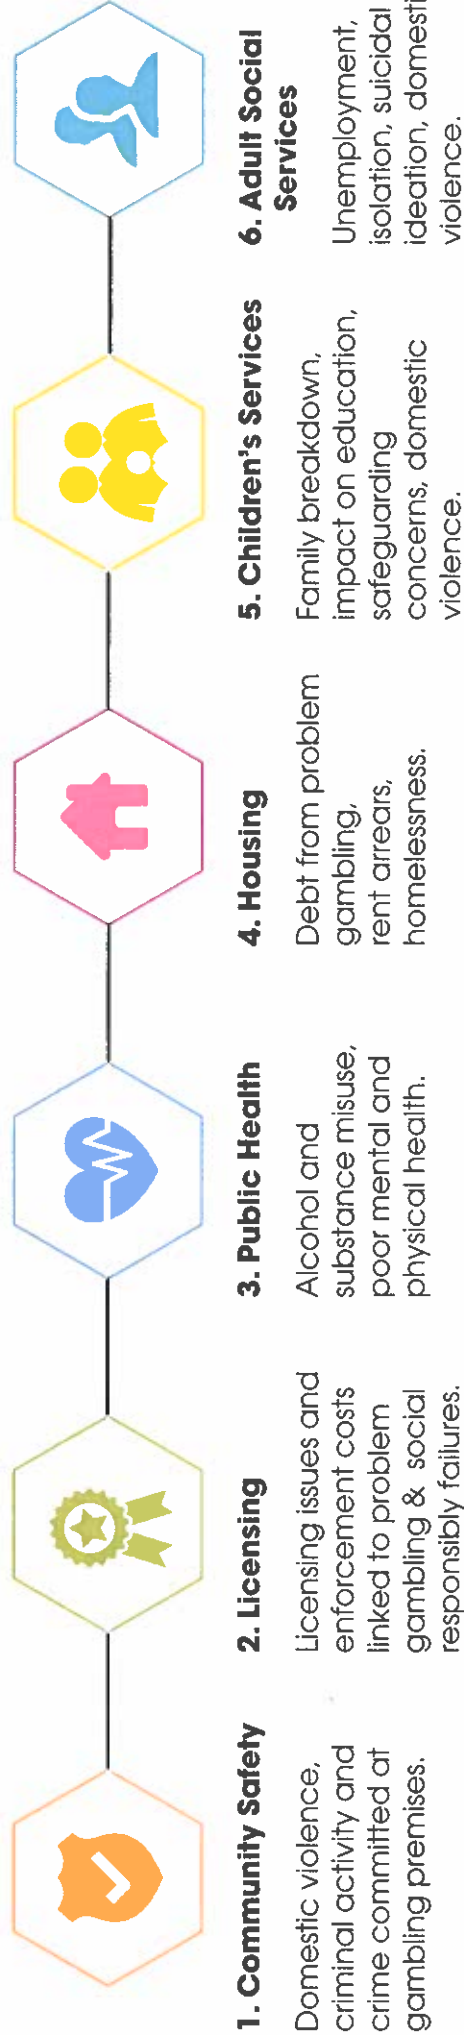 1. Community Safety
Domestic violence,
criminal activity and
crime committed at
gambling premises.
2. Licensing
Licensing issues and
enforcement costs
linked to problem
gambling & social
responsibly failures.
3. Public Health
Alcohol and
substance misuse,
poor mental and
physical health.
4. Housing
Debt from problem
gambling,
rent arrears,
homelessness.
5. Children's Services
Family breakdown,
impact on education,
safeguarding
concerns, domestic
violence.
6. Adult Social
Services
Unemployment,
isolation, suicidal
ideation, domesti
violence.